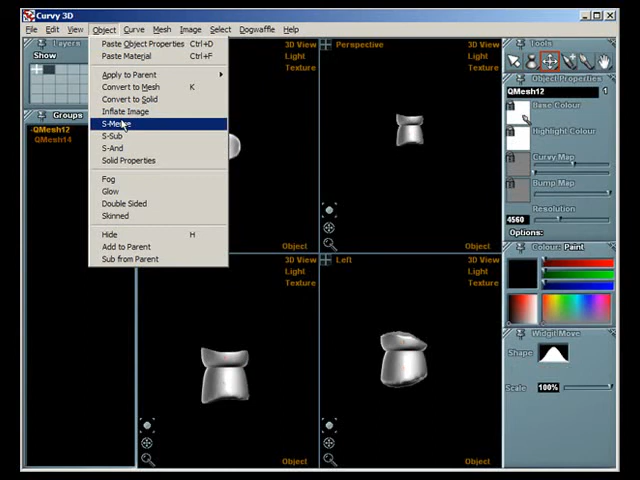 Curvy 3D
File Edit View Object Curve Mesh Image Select Dogwaffle Help
Layers
Show
Groups
-QMesh12
QMesh14
Paste Object Properties Ctrl+D
Paste Material Ctrl+F
Apply to Parent
Convert to Mesh K
Convert to Solid
Inflate Image
S-Merge
S-Sub
S-And
Solid Properties
Fog
Glow
Double Sided
Skinned
Hide H
Add to Parent
Sub from Parent
3D View
Light
Texture
Object
Perspective
3D View
Light
Texture
Object
3D View
Light
Texture
Object
Left
3D View
Light
Texture
Object
Tools
Object Properties
QMesh12 1
Base Colour
Highlight Colour
Curvy Map
Bump Map
Resolution
4560
Options:
Colour: Paint
Widgit Move
Shape
Scale 100%